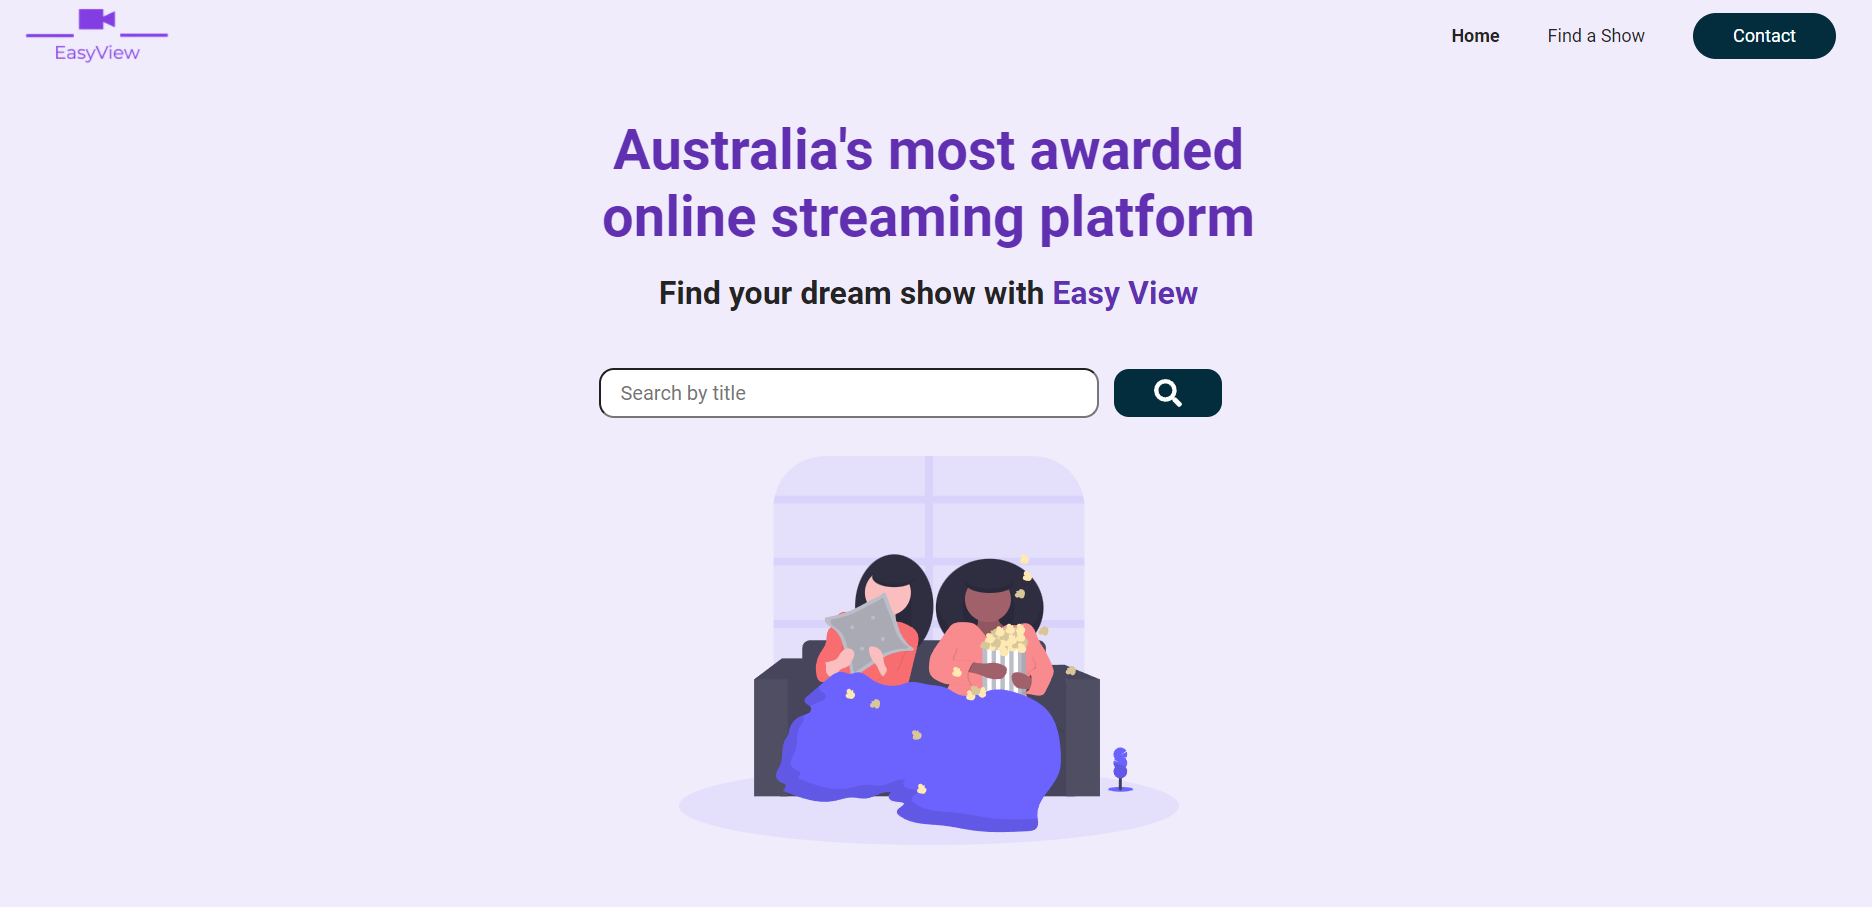 EasyView
Home
Find a Show
Contact
Australia's most awarded
online streaming platform
Find your dream show with Easy View
Search by title